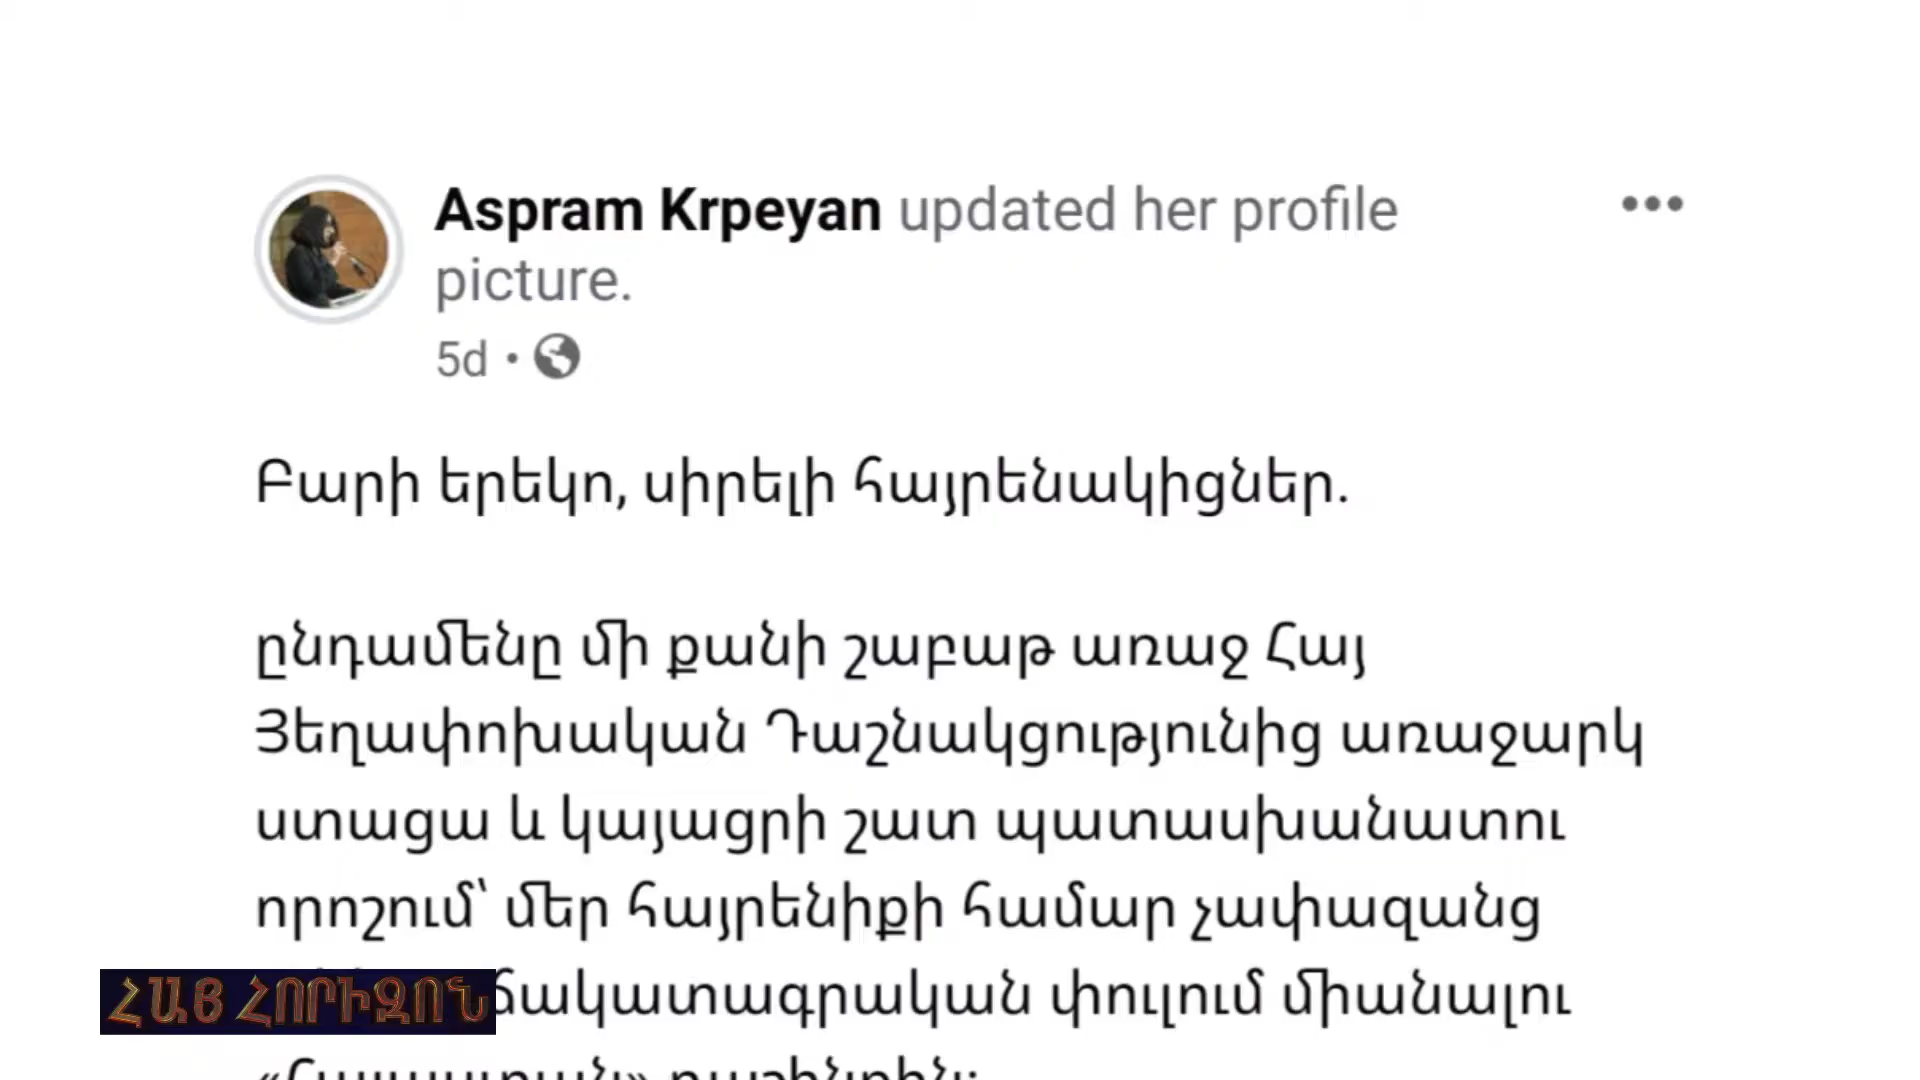 Aspram Krpeyan updated her profile
picture.
5d
Բարի երեկո, սիրելի հայրենակիցներ.
ընդամենը մի քանի շաբաթ առաջ Հայ
Յեղափոխական Դաշնակցությունից առաջարկ
ստացա և կայացրի շատ պատասխանատու
որոշում՝ մեր հայրենիքի համար չափազանց
ճակատագրական փուլում միանալու
ՀԱՅ ՀՈՐԻԶՈՆ